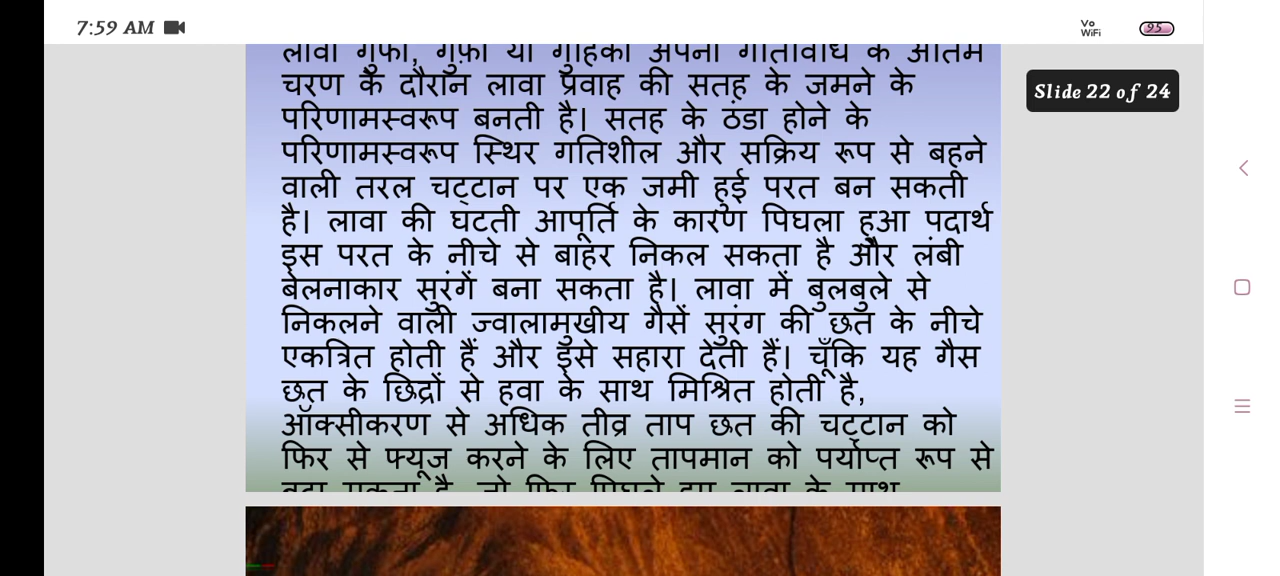 7:59 AM
Vo
WiFi
95
Slide 22 of 24
लावा गुफा, गुफ़ा या गुहिका अपनी गतिविधि के अंतिम
चरण के दौरान लावा प्रवाह की सतह के जमने के
परिणामस्वरूप बनती है। सतह के ठंडा होने के
परिणामस्वरूप स्थिर गतिशील और सक्रिय रूप से बहने
वाली तरल चट्टान पर एक जमी हुई परत बन सकती
है। लावा की घटती आपूर्ति के कारण पिघला हुआ पदार्थ
इस परत के नीचे से बाहर निकल सकता है और लंबी
बेलनाकार सुरंगें बना सकता है। लावा में बुलबुले से
निकलने वाली ज्वालामुखीय गैसें सुरंग की छत के नीचे
एकत्रित होती हैं और इसे सहारा देती हैं। चूँकि यह गैस
छत के छिद्रों से हवा के साथ मिश्रित होती है,
ऑक्सीकरण से अधिक तीव्र ताप छत की चट्टान को
फिर से फ्यूज करने के लिए तापमान को पर्याप्त रूप से